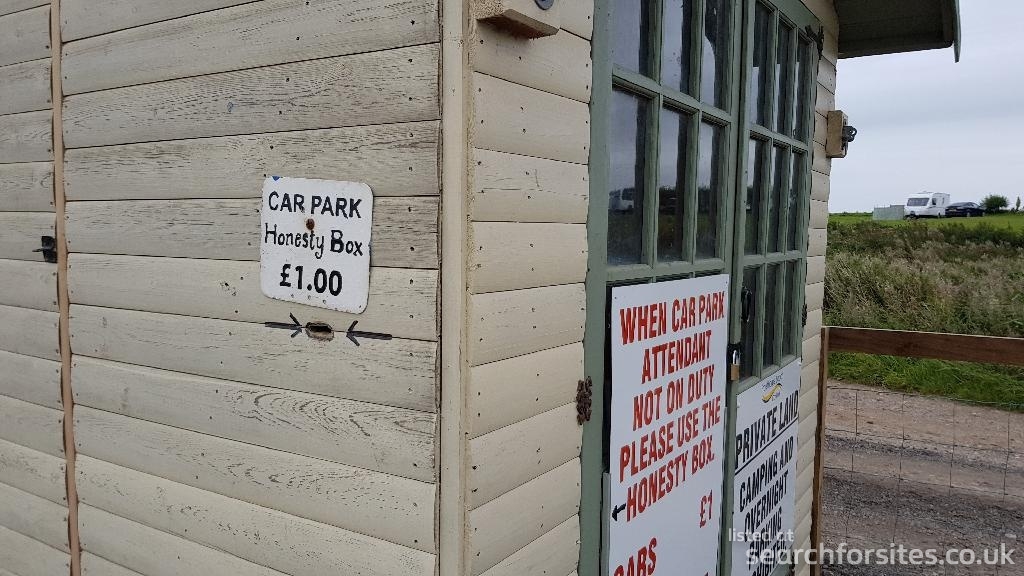 CAR PARK
Honesty Box
£1.00
WHEN CAR PARK
ATTENDANT
NOT ON DUTY
PLEASE USE THE
HONESTY BOX.
£1
CARS
PRIVATE LAND
CAMPING AND
OVERNIGHT
listed at
searchforsites.co.uk